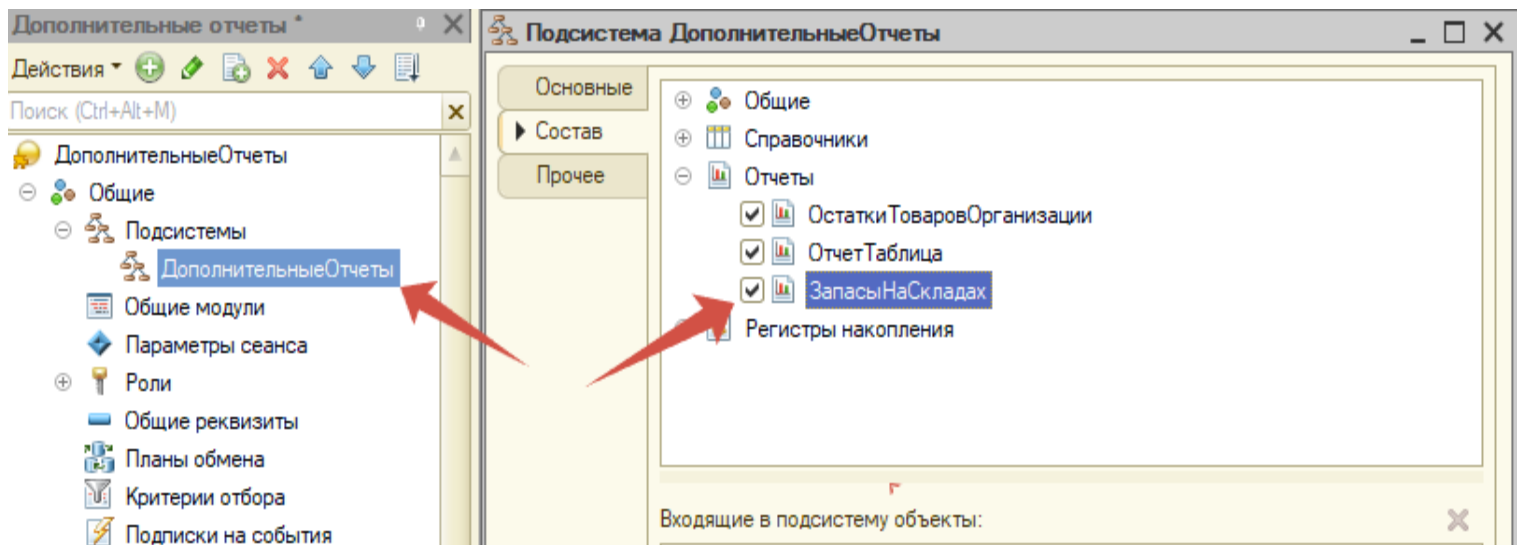 Дополнительные отчеты *
Действия
Поиск (Ctrl+Alt+M)
ДополнительныеОтчеты
Общие
Подсистемы
ДополнительныеОтчеты
Общие модули
Параметры сеанса
Роли
Общие реквизиты
Планы обмена
Критерии отбора
Подписки на события
Подсистема ДополнительныеОтчеты
Основные
Состав
Прочее
Общие
Справочники
Отчеты
ОстаткиТоваровОрганизации
ОтчетТаблица
ЗапасыНаСкладах
Регистры накопления
Входящие в подсистему объекты: